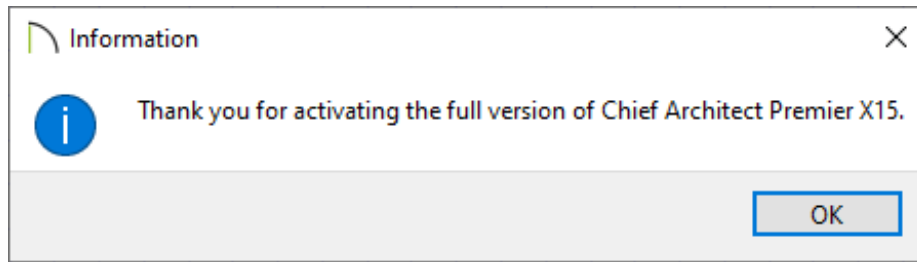 Information
Thank you for activating the full version of Chief Architect Premier X15.
OK